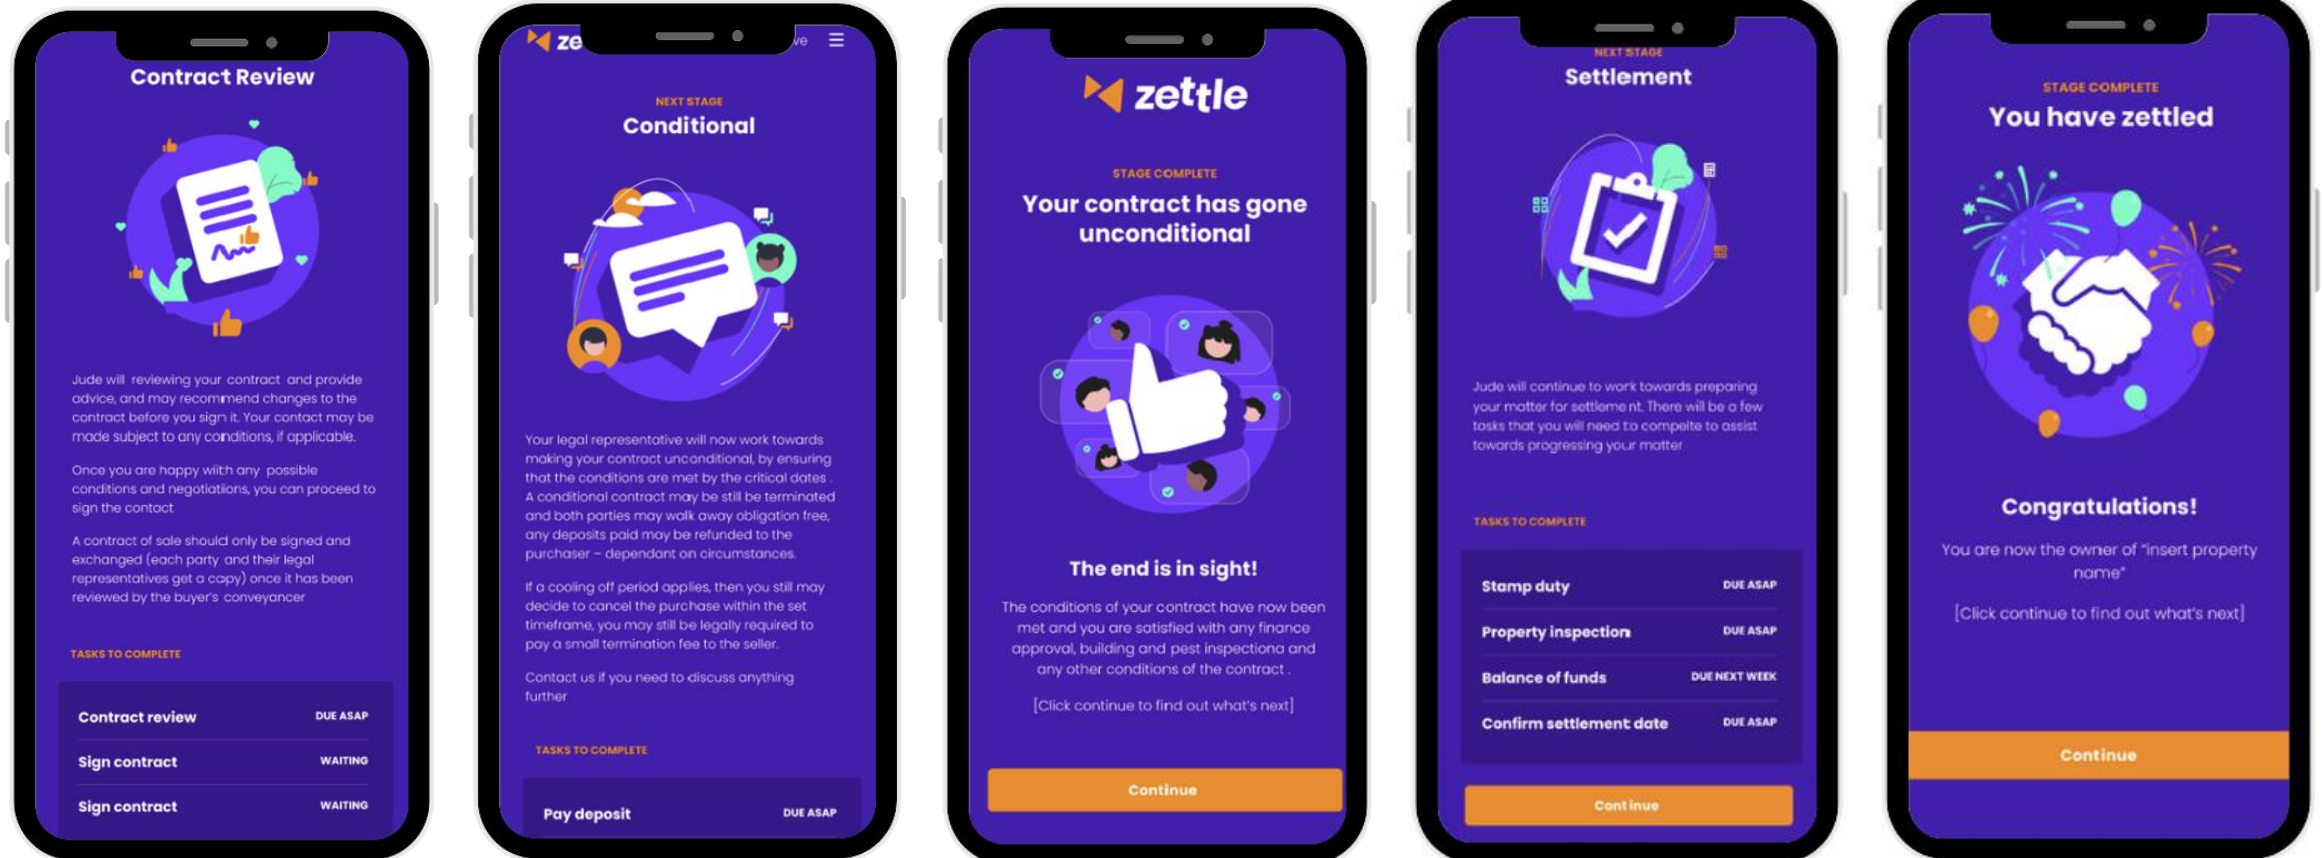 Contract Review
Jude will reviewing your contract and provide
advice, and may recommend changes to the
contract before you sign it. Your contact may be
made subject to any conditions, if applicable.
Once you are happy wiith any possible
conditions and negotiatiions, you can proceed to
sign the contact
A contract of sale should only be signed and
exchanged (each party and their legal
representatives get a copy) once it has been
reviewed by the buyer's conveyancer
TASKS TO COMPLETE
Contract review DUE ASAP
Sign contract WAITING
Sign contract WAITING
ze
ve
NEXT STAGE
Conditional
Your legal representative will now work towards
making your contract unconditional, by ensuring
that the conditions are met by the critical dates .
A conditional contract may be still be terminated
and both parties may walk away obligation free,
any deposits paid may be refunded to the
purchaser – dependant on circumstances.
If a cooling off period applies, then you still may
decide to cancel the purchase within the set
timeframe, you may still be legally required to
pay a small termination fee to the seller.
Contact us if you need to discuss anything
further
TASKS TO COMPLETE
Pay deposit DUE ASAP
zettle
STAGE COMPLETE
Your contract has gone
unconditional
The end is in sight!
The conditions of your contract have now been
met and you are satisfied with any finance
approval, building and pest inspectiona and
any other conditions of the contract .
[Click continue to find out what's next]
Continue
NEXT STAGE
Settlement
Jude will continue to work towards preparing
your matter for settleme nt. There will be a few
tasks that you will need to compelte to assist
towards progressing your matter
TASKS TO COMPLETE
Stamp duty DUE ASAP
Property inspection DUE ASAP
Balance of funds DUE NEXT WEEK
Confirm settlement date DUE ASAP
Continue
STAGE COMPLETE
You have zettled
Congratulations!
You are now the owner of "insert property
name"
[Click continue to find out what's next]
Continue